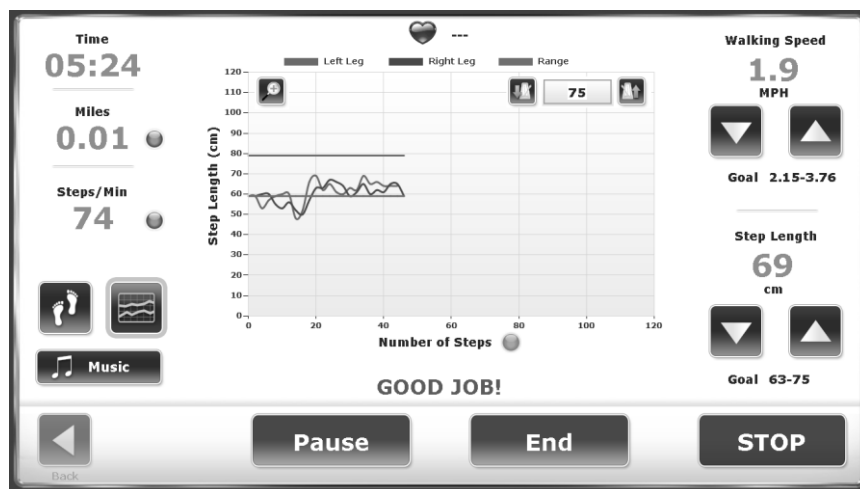 Time
05:24
Miles
0.01
Steps/Min
74
Music
Back
---
Left Leg Right Leg Range
75
Step Length (cm)
120
110
100
90
80
70
60
50
40
30
20
10
0
0 20 40 60 80 100 120
Number of Steps
GOOD JOB!
Walking Speed
1.9
MPH
Goal 2.15-3.76
Step Length
69
cm
Goal 63-75
Pause End STOP